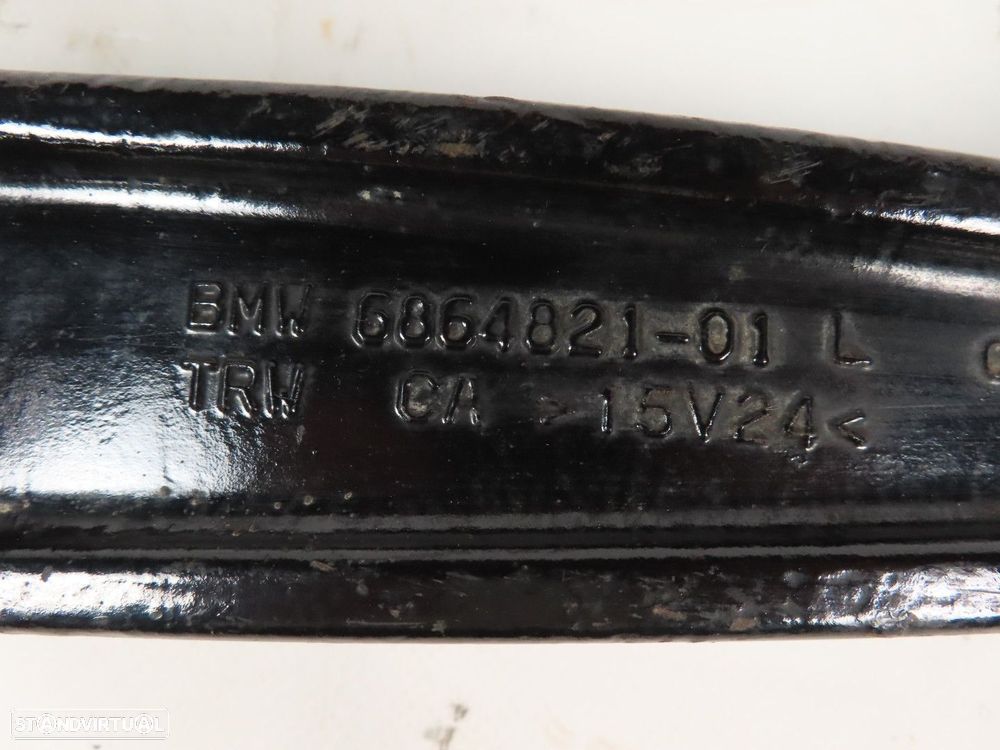 BMW 6864821-01 L
TRW CA >15V24<
STANDVIRTUAL